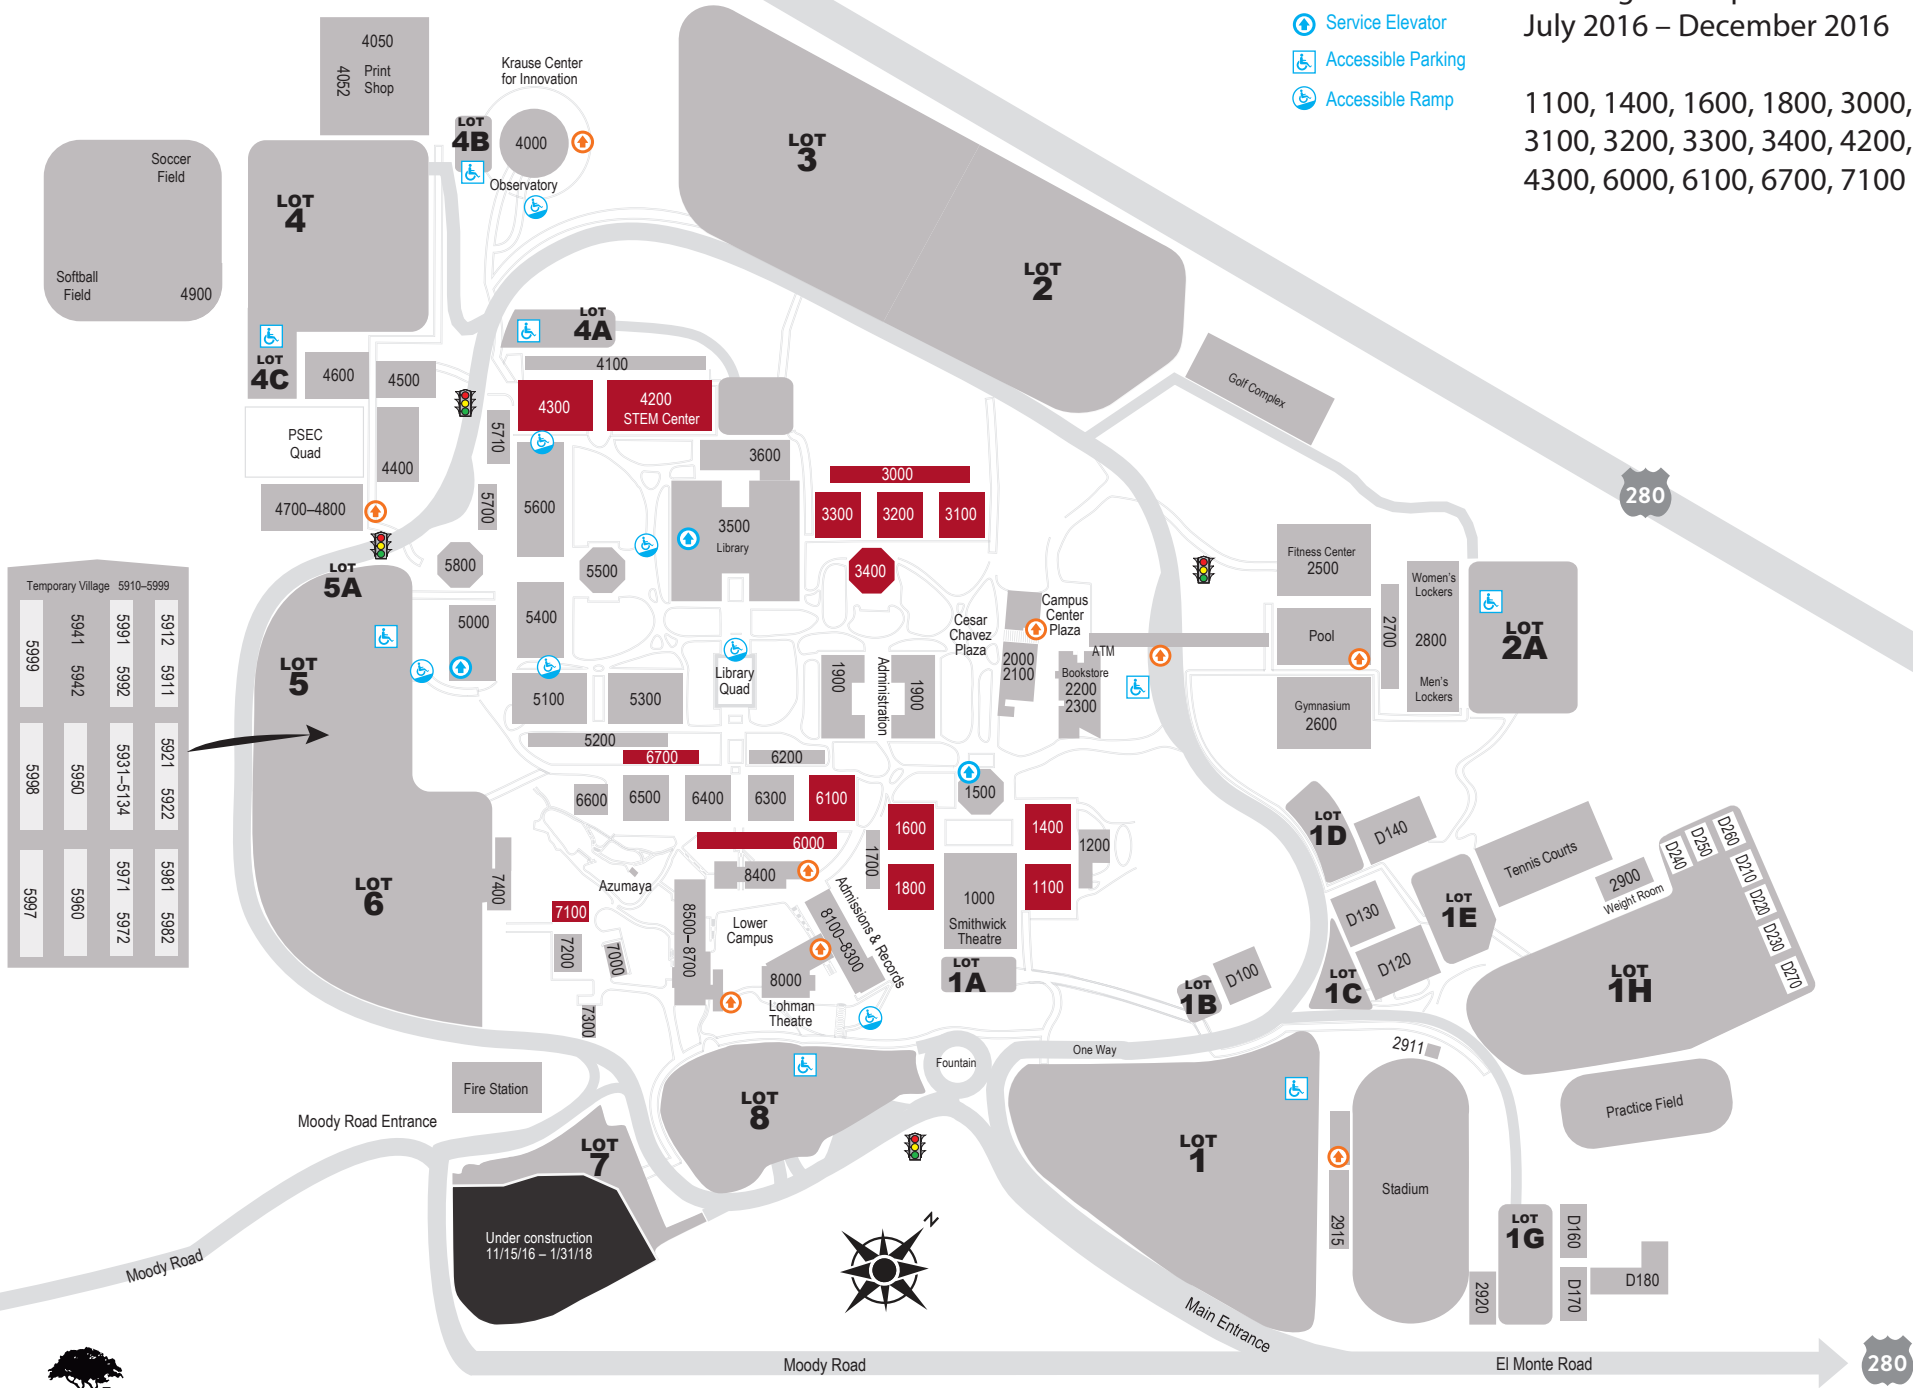 July 2016 – December 2016
Service Elevator
Accessible Parking
Accessible Ramp
1100, 1400, 1600, 1800, 3000,
3100, 3200, 3300, 3400, 4200,
4300, 6000, 6100, 6700, 7100
4050
4052
Print
Shop
Krause Center
for Innovation
LOT
4B
4000
Observatory
Soccer
Field
Softball
Field
4900
LOT
4
LOT
3
LOT
2
LOT
4A
LOT
4C
4600
4500
4100
4300
4200
STEM Center
Golf Complex
PSEC
Quad
4400
5710
3600
3000
4700–4800
5700
5600
3500
Library
3300
3200
3100
280
5800
5500
3400
Fitness Center
2500
Women's
Lockers
LOT
5A
Temporary Village 5910–5999
5999
5941
5942
5991
5992
5912
5911
5998
5950
5931–5134
5921
5922
5997
5960
5971
5972
5981
5982
5000
5400
Cesar
Chavez
Plaza
Campus
Center
Plaza
Pool
2700
2800
LOT
2A
LOT
5
Library
Quad
1900
Administration
1900
2000
2100
ATM
Bookstore
2200
2300
Men's
Lockers
5100
5300
Gymnasium
2600
5200
6700
6200
6600
6500
6400
6300
6100
1500
1600
1400
LOT
1D
D140
6000
1700
1200
Tennis Courts
D240
D250
D260
D210
D220
D230
D270
2900
Weight Room
LOT
6
7400
Azumaya
8400
1800
1000
Smithwick
Theatre
1100
D130
LOT
1E
7100
7200
7000
8500–8700
Lower
Campus
8100–8300
Admissions & Records
D120
LOT
1A
LOT
1B
D100
LOT
1C
LOT
1H
8000
Lohman
Theatre
7300
Fountain
One Way
2911
Fire Station
LOT
8
Practice Field
Moody Road Entrance
LOT
7
LOT
1
Stadium
2915
Under construction
11/15/16 – 1/31/18
N
LOT
1G
D160
D170
D180
2920
Moody Road
Main Entrance
Moody Road
El Monte Road
280